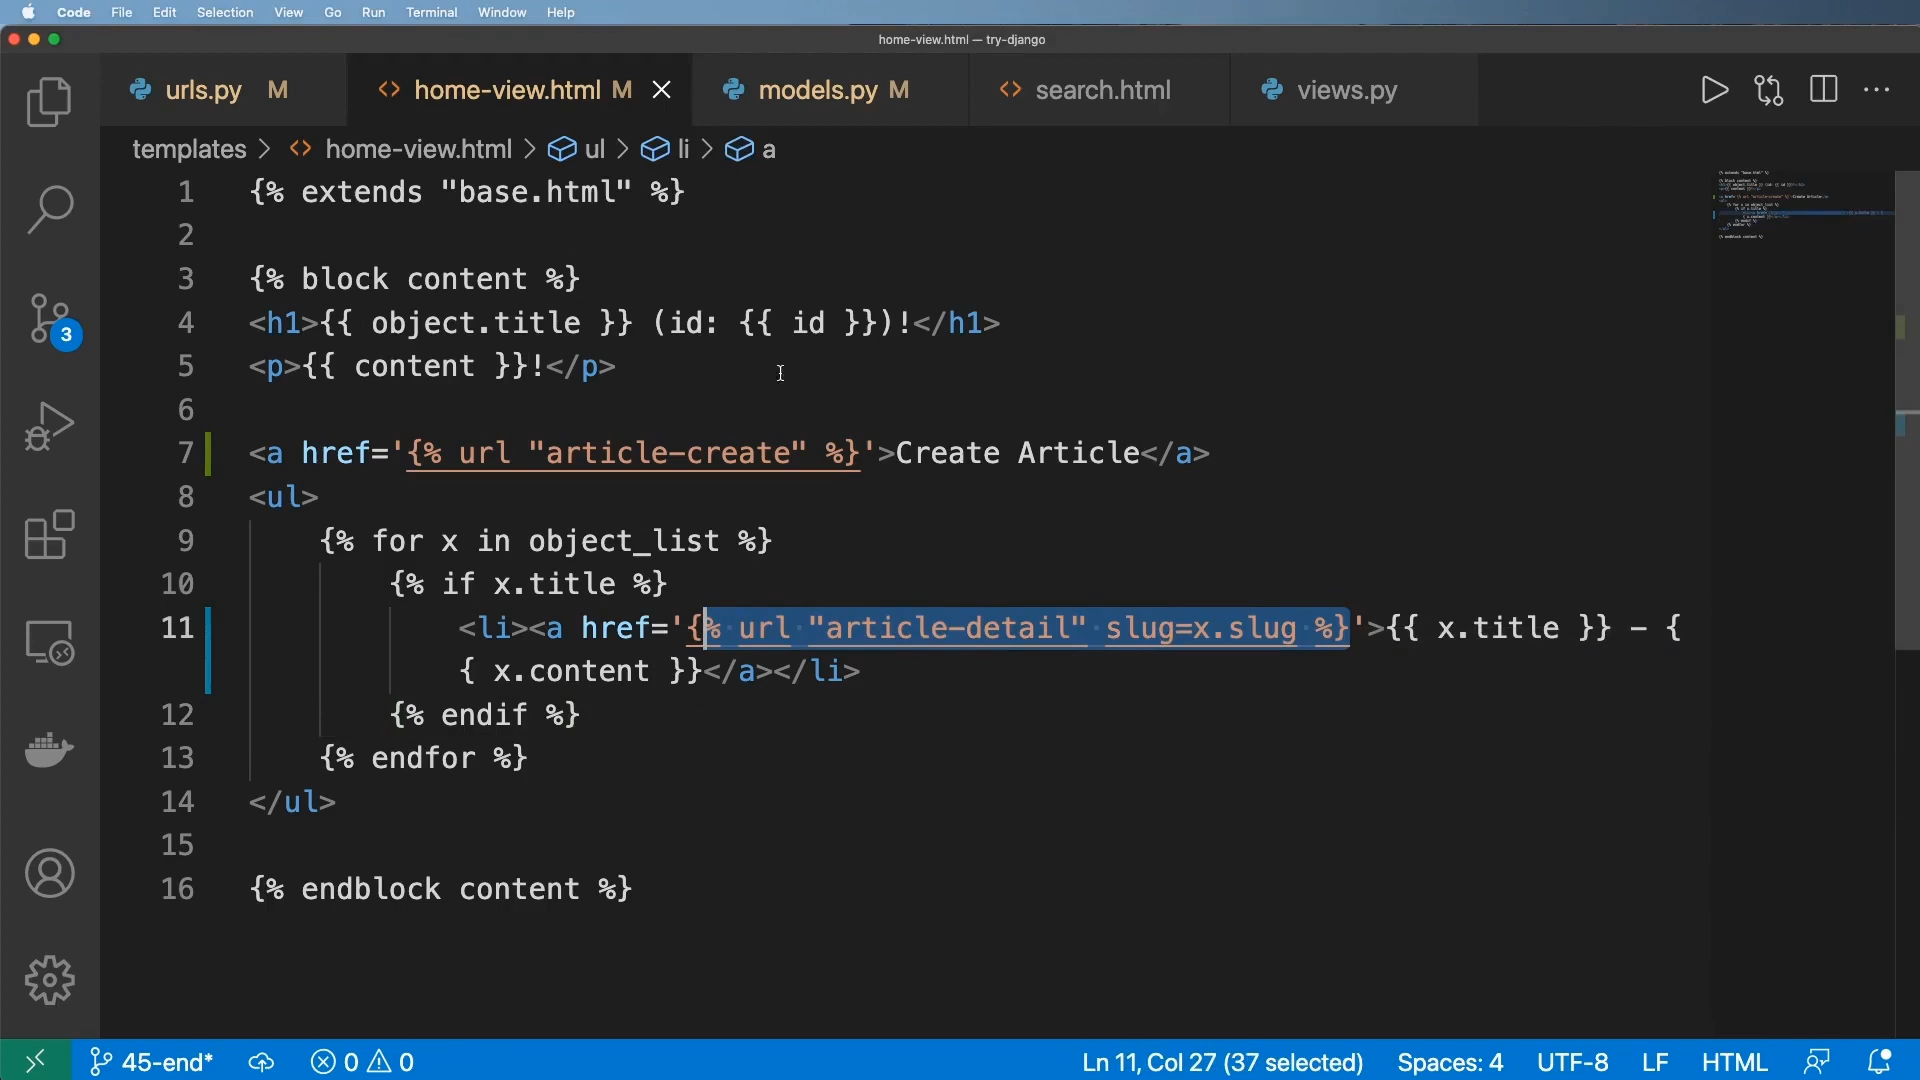 Code File Edit Selection View Go Run Terminal Window Help
home-view.html — try-django
urls.py M home-view.html M models.py M search.html views.py
templates > home-view.html > ul > li > a
1 {% extends "base.html" %}
2
3 {% block content %}
4 <h1>{{ object.title }} (id: {{ id }})!</h1>
5 <p>{{ content }}!</p>
6
7 <a href='{% url "article-create" %}'>Create Article</a>
8 <ul>
9 {% for x in object_list %}
10 {% if x.title %}
11 <li><a href='{% url "article-detail" slug=x.slug %}'>{{ x.title }} - {
{ x.content }}</a></li>
12 {% endif %}
13 {% endfor %}
14 </ul>
15
16 {% endblock content %}
3
45-end* 0 0 Ln 11, Col 27 (37 selected) Spaces: 4 UTF-8 LF HTML